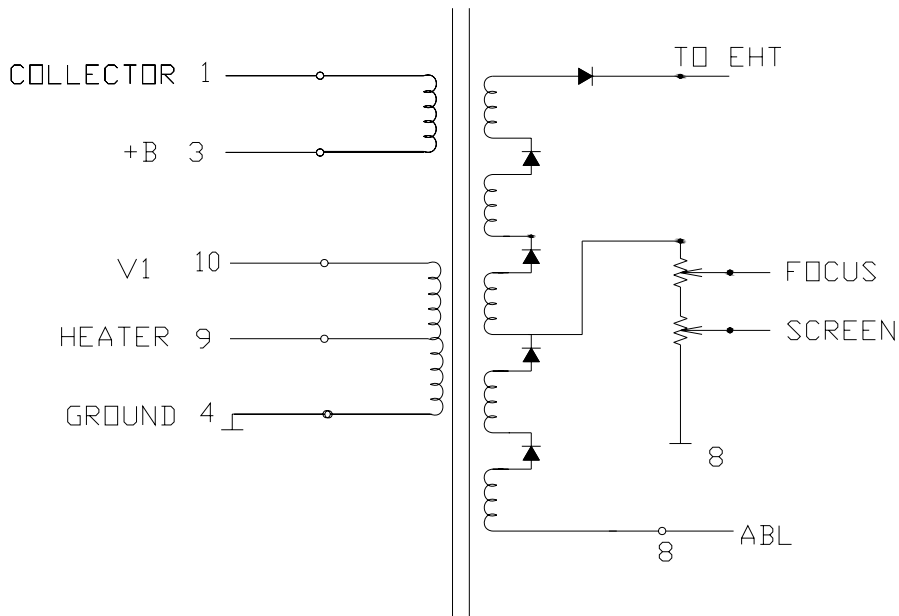 COLLECTOR 1
+B 3
V1 10
HEATER 9
GROUND 4
TO EHT
FOCUS
SCREEN
8
ABL
8